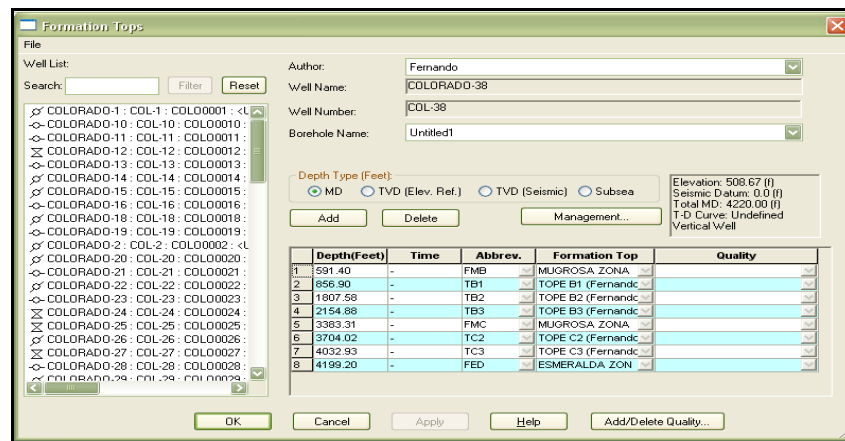 Formation Tops
File
Well List:
Search: Filter Reset
COLORADO-1 : COL-1 : COLO0001 : <U
COLORADO-10 : COL-10 : COLO0010 :
COLORADO-11 : COL-11 : COLO0011 :
COLORADO-12 : COL-12 : COLO0012 :
COLORADO-13 : COL-13 : COLO0013 :
COLORADO-14 : COL-14 : COLO0014 :
COLORADO-15 : COL-15 : COLO0015 :
COLORADO-16 : COL-16 : COLO0016 :
COLORADO-18 : COL-18 : COLO0018 :
COLORADO-19 : COL-19 : COLO0019 :
COLORADO-2 : COL-2 : COLO0002 : <U
COLORADO-20 : COL-20 : COLO0020 :
COLORADO-21 : COL-21 : COLO0021 :
COLORADO-22 : COL-22 : COLO0022 :
COLORADO-23 : COL-23 : COLO0023 :
COLORADO-24 : COL-24 : COLO0024 :
COLORADO-25 : COL-25 : COLO0025 :
COLORADO-26 : COL-26 : COLO0026 :
COLORADO-27 : COL-27 : COLO0027 :
COLORADO-28 : COL-28 : COLO0028 :
COLORADO-29 : COL-29 : COLO0029 :
Author: Fernando
Well Name: COLORADO-38
Well Number: COL-38
Borehole Name: Untitled1
Depth Type (Feet):
MD TVD (Elev. Ref.) TVD (Seismic) Subsea
Elevation: 508.67 (f)
Seismic Datum: 0.0 (f)
Total MD: 4220.00 (f)
T-D Curve: Undefined
Vertical Well
Add Delete Management...
Depth(Feet) Time Abbrev. Formation Top Quality
1 591.40 - FMB MUGROSA ZONA
2 856.90 - TB1 TOPE B1 (Fernandc
3 1807.58 - TB2 TOPE B2 (Fernandc
4 2154.88 - TB3 TOPE B3 (Fernandc
5 3383.31 - FMC MUGROSA ZONA
6 3704.02 - TC2 TOPE C2 (Fernandc
7 4032.93 - TC3 TOPE C3 (Fernandc
8 4199.20 - FED ESMERALDA ZON
OK Cancel Apply Help Add/Delete Quality...